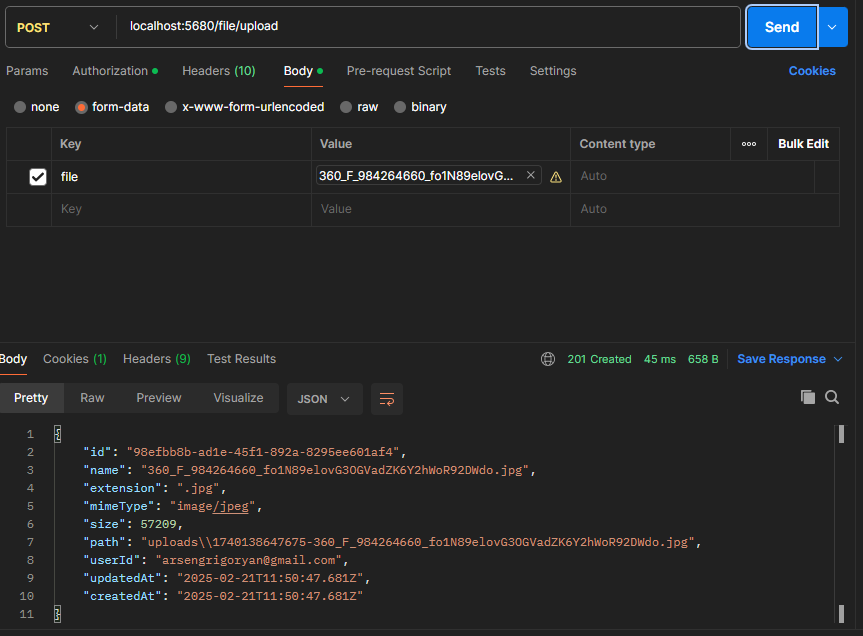 POST localhost:5680/file/upload Send
Params Authorization Headers (10) Body Pre-request Script Tests Settings Cookies
none form-data x-www-form-urlencoded raw binary
Key Value Content type Bulk Edit
file 360_F_984264660_fo1N89elovG... Auto
Key Value Auto
Body Cookies (1) Headers (9) Test Results 201 Created 45 ms 658 B Save Response
Pretty Raw Preview Visualize JSON
1 {
2 "id": "98efbb8b-ad1e-45f1-892a-8295ee601af4",
3 "name": "360_F_984264660_fo1N89elovG3OGVadZK6Y2hWoR92DWdo.jpg",
4 "extension": ".jpg",
5 "mimeType": "image/jpeg",
6 "size": 57209,
7 "path": "uploads\\1740138647675-360_F_984264660_fo1N89elovG3OGVadZK6Y2hWoR92DWdo.jpg",
8 "userId": "arsengrigoryan@gmail.com",
9 "updatedAt": "2025-02-21T11:50:47.681Z",
10 "createdAt": "2025-02-21T11:50:47.681Z"
11 }